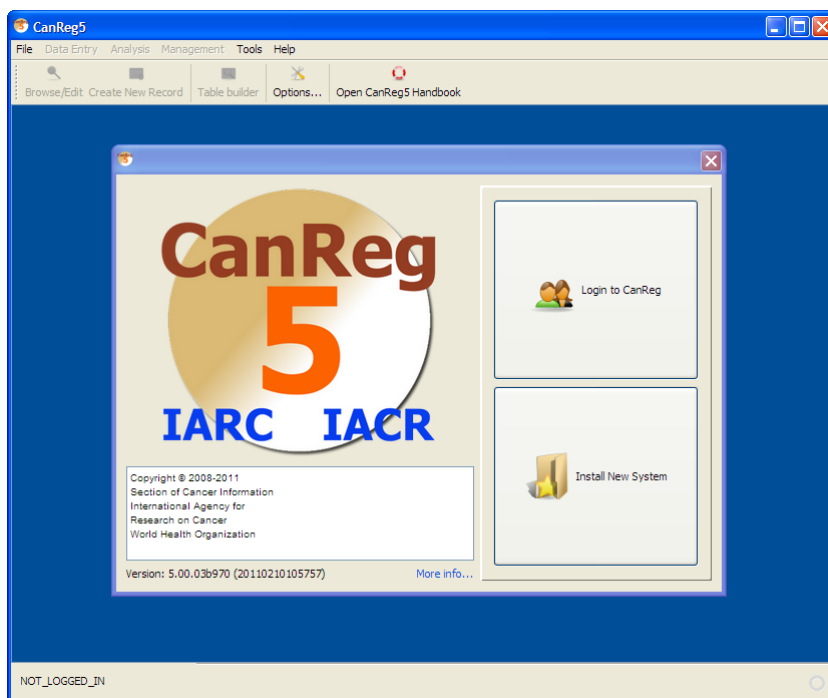 CanReg5
File Data Entry Analysis Management Tools Help
Browse/Edit Create New Record Table builder Options... Open CanReg5 Handbook
CanReg
5
IARC IACR
Login to CanReg
Install New System
Copyright © 2008-2011
Section of Cancer Information
International Agency for
Research on Cancer
World Health Organization
Version: 5.00.03b970 (20110210105757) More info...
NOT_LOGGED_IN